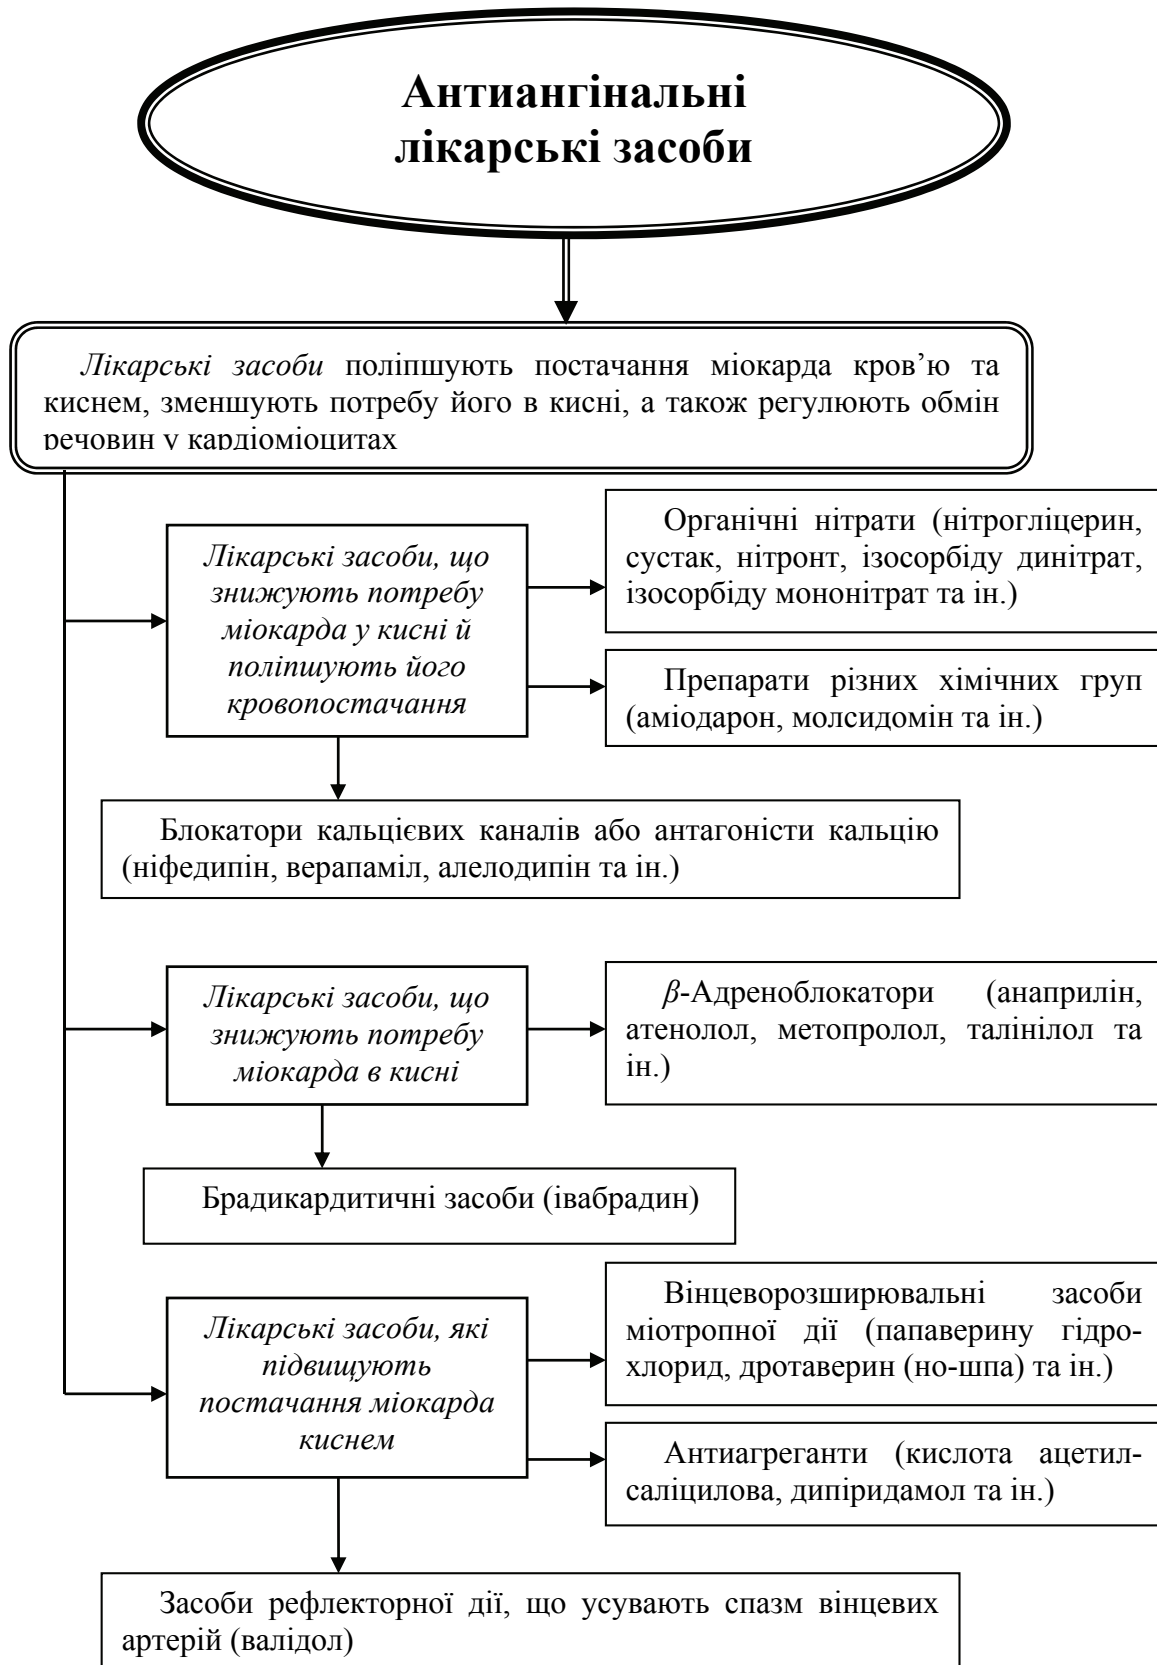 Антиангінальні
лікарські засоби
Лікарські засоби поліпшують постачання міокарда кров’ю та
киснем, зменшують потребу його в кисні, а також регулюють обмін
речовин у кардіоміоцитах
Лікарські засоби, що
знижують потребу
міокарда у кисні й
поліпшують його
кровопостачання
Органічні нітрати (нітрогліцерин,
сустак, нітронт, ізосорбіду динітрат,
ізосорбіду мононітрат та ін.)
Препарати різних хімічних груп
(аміодарон, молсидомін та ін.)
Блокатори кальцієвих каналів або антагоністи кальцію
(ніфедипін, верапаміл, алелодипін та ін.)
Лікарські засоби, що
знижують потребу
міокарда в кисні
β-Адреноблокатори (анаприлін,
атенолол, метопролол, талінілол та
ін.)
Брадикардитичні засоби (івабрадин)
Лікарські засоби, які
підвищують
постачання міокарда
киснем
Вінцеворозширювальні засоби
міотропної дії (папаверину гідро-
хлорид, дротаверин (но-шпа) та ін.)
Антиагреганти (кислота ацетил-
саліцилова, дипіридамол та ін.)
Засоби рефлекторної дії, що усувають спазм вінцевих
артерій (валідол)